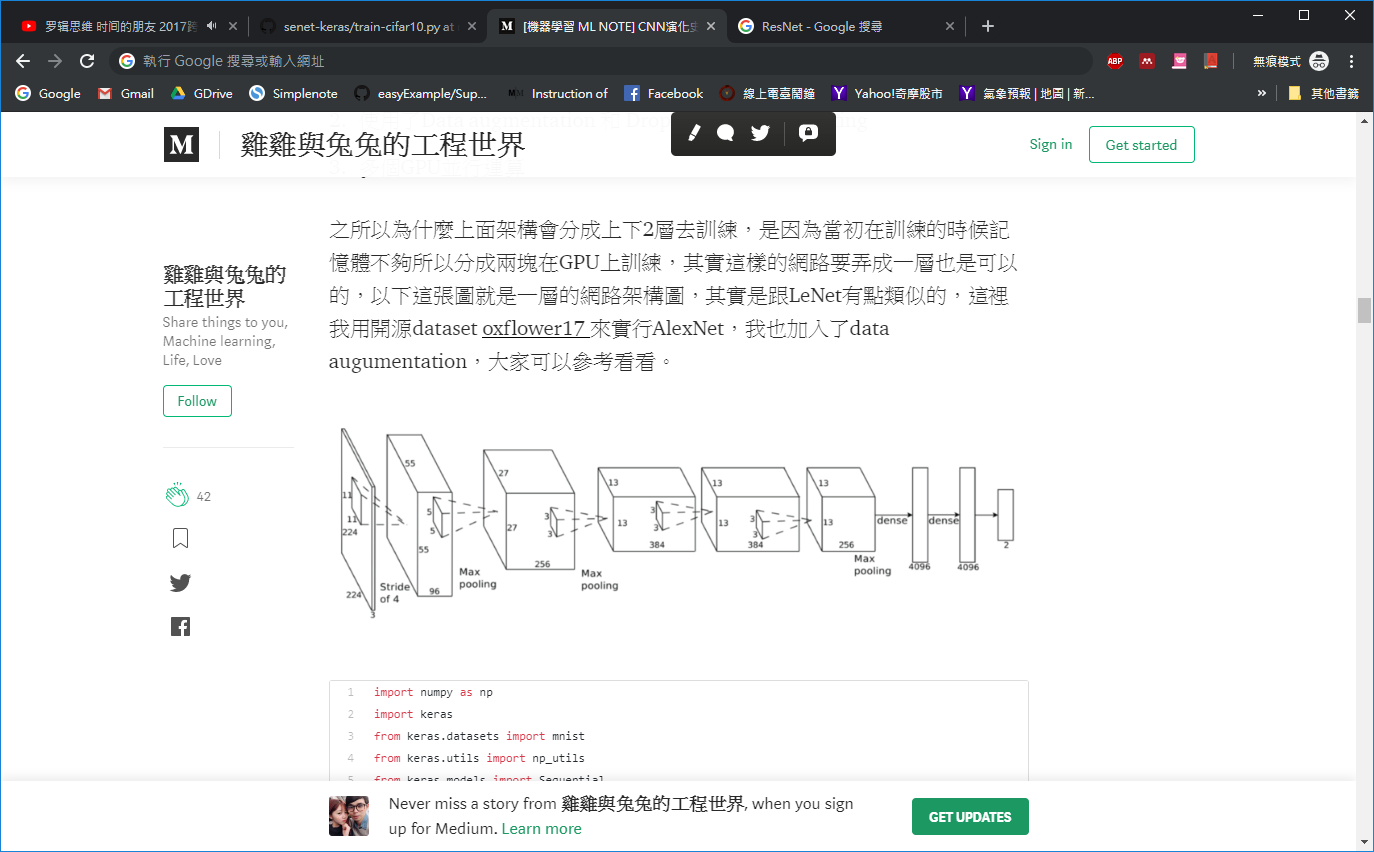 罗辑思维 时间的朋友 2017跨
senet-keras/train-cifar10.py at
[機器學習 ML NOTE] CNN演化史
ResNet - Google 搜尋
執行 Google 搜尋或輸入網址
ABP
無痕模式
Google
Gmail
GDrive
Simplenote
easyExample/Sup...
Instruction of
Facebook
線上電臺鬧鐘
Yahoo!奇摩股市
氣象預報 | 地圖 | 新...
»
其他書籤
M
雞雞與兔兔的工程世界
Sign in
Get started
之所以為什麼上面架構會分成上下2層去訓練，是因為當初在訓練的時候記
憶體不夠所以分成兩塊在GPU上訓練，其實這樣的網路要弄成一層也是可以
的，以下這張圖就是一層的網路架構圖，其實是跟LeNet有點類似的，這裡
我用開源dataset oxflower17 來實行AlexNet，我也加入了data
augumentation，大家可以參考看看。
雞雞與兔兔的
工程世界
Share things to you,
Machine learning,
Life, Love
Follow
42
11
11
224
224
3
Stride
of 4
55
5
5
55
96
Max
pooling
27
27
3
3
256
Max
pooling
13
13
3
3
384
13
13
3
3
384
13
13
256
Max
pooling
dense
4096
dense
4096
2
1 import numpy as np
2 import keras
3 from keras.datasets import mnist
4 from keras.utils import np_utils
5 from keras.models import Sequential
Never miss a story from 雞雞與兔兔的工程世界, when you sign
up for Medium. Learn more
GET UPDATES